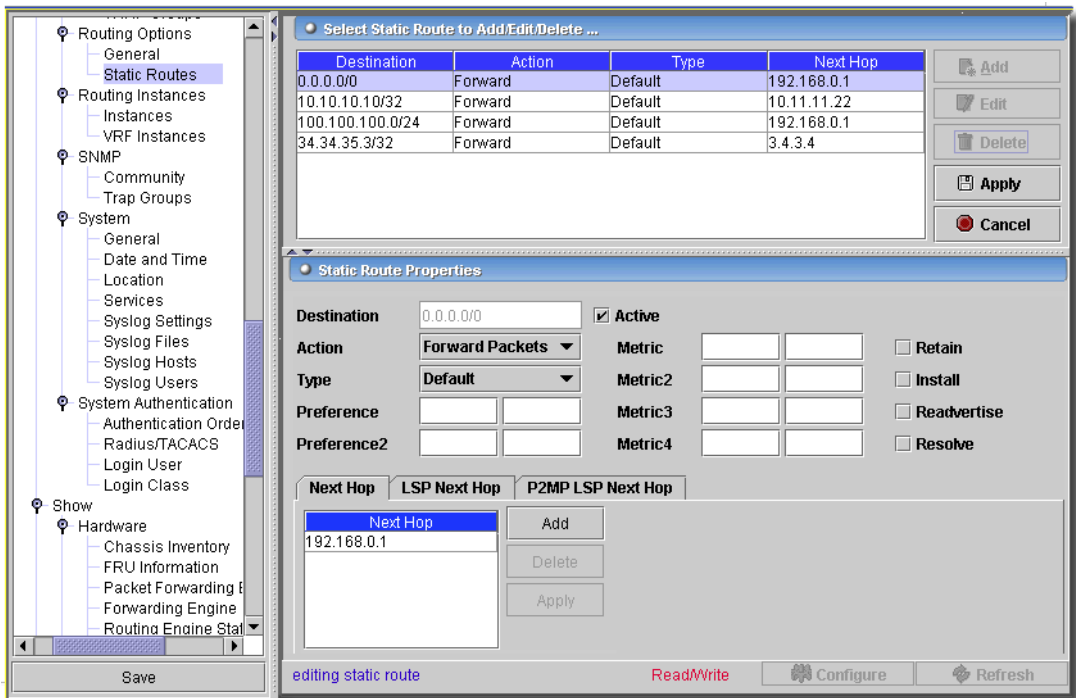 Routing Options
General
Static Routes
Routing Instances
Instances
VRF Instances
SNMP
Community
Trap Groups
System
General
Date and Time
Location
Services
Syslog Settings
Syslog Files
Syslog Hosts
Syslog Users
System Authentication
Authentication Order
Radius/TACACS
Login User
Login Class
Show
Hardware
Chassis Inventory
FRU Information
Packet Forwarding E
Forwarding Engine
Routing Engine Stat
Save
Select Static Route to Add/Edit/Delete ...
Destination Action Type Next Hop
0.0.0.0/0 Forward Default 192.168.0.1
10.10.10.10/32 Forward Default 10.11.11.22
100.100.100.0/24 Forward Default 192.168.0.1
34.34.35.3/32 Forward Default 3.4.3.4
Add
Edit
Delete
Apply
Cancel
Static Route Properties
Destination 0.0.0.0/0 Active
Action Forward Packets Metric Retain
Type Default Metric2 Install
Preference Metric3 Readvertise
Preference2 Metric4 Resolve
Next Hop LSP Next Hop P2MP LSP Next Hop
Next Hop
192.168.0.1
Add
Delete
Apply
editing static route Read/Write Configure Refresh